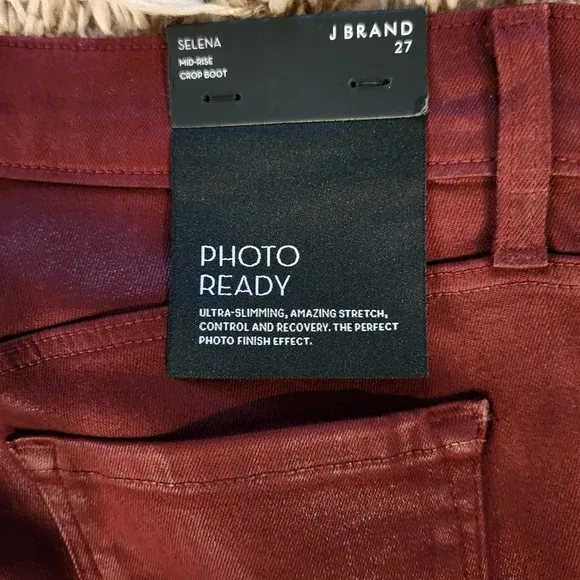 SELENA
MID-RISE
CROP BOOT
J BRAND
27
PHOTO
READY
ULTRA-SLIMMING, AMAZING STRETCH,
CONTROL AND RECOVERY. THE PERFECT
PHOTO FINISH EFFECT.